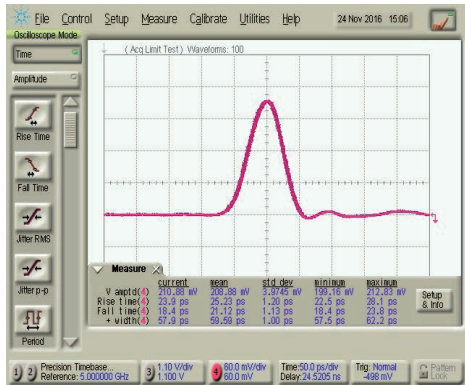 File Control Setup Measure Calibrate Utilities Help 24 Nov 2016 15:06
Oscilloscope Mode
Time
Amplitude
( Acq Limit Test ) Waveforms: 100
Rise Time
Fall Time
Jitter RMS
Jitter p-p
Period
Measure
current mean std dev minimum maximum
V amptd(4) 210.88 mV 208.88 mV 3.9745 mV 199.16 mV 212.83 mV
Rise time(4) 23.9 ps 25.23 ps 1.20 ps 22.5 ps 28.1 ps
Fall time(4) 18.4 ps 21.12 ps 1.13 ps 18.4 ps 23.8 ps
+ width(4) 57.9 ps 59.59 ps 1.00 ps 57.5 ps 62.2 ps
Setup
& Info
1 2 Precision Timebase...
Reference: 5.000000 GHz
3 1.10 V/div
1.100 V
4 60.0 mV/div
60.0 mV
Time:50.0 ps/div
Delay:24.5205 ns
Trig: Normal
-498 mV
Pattern
Lock